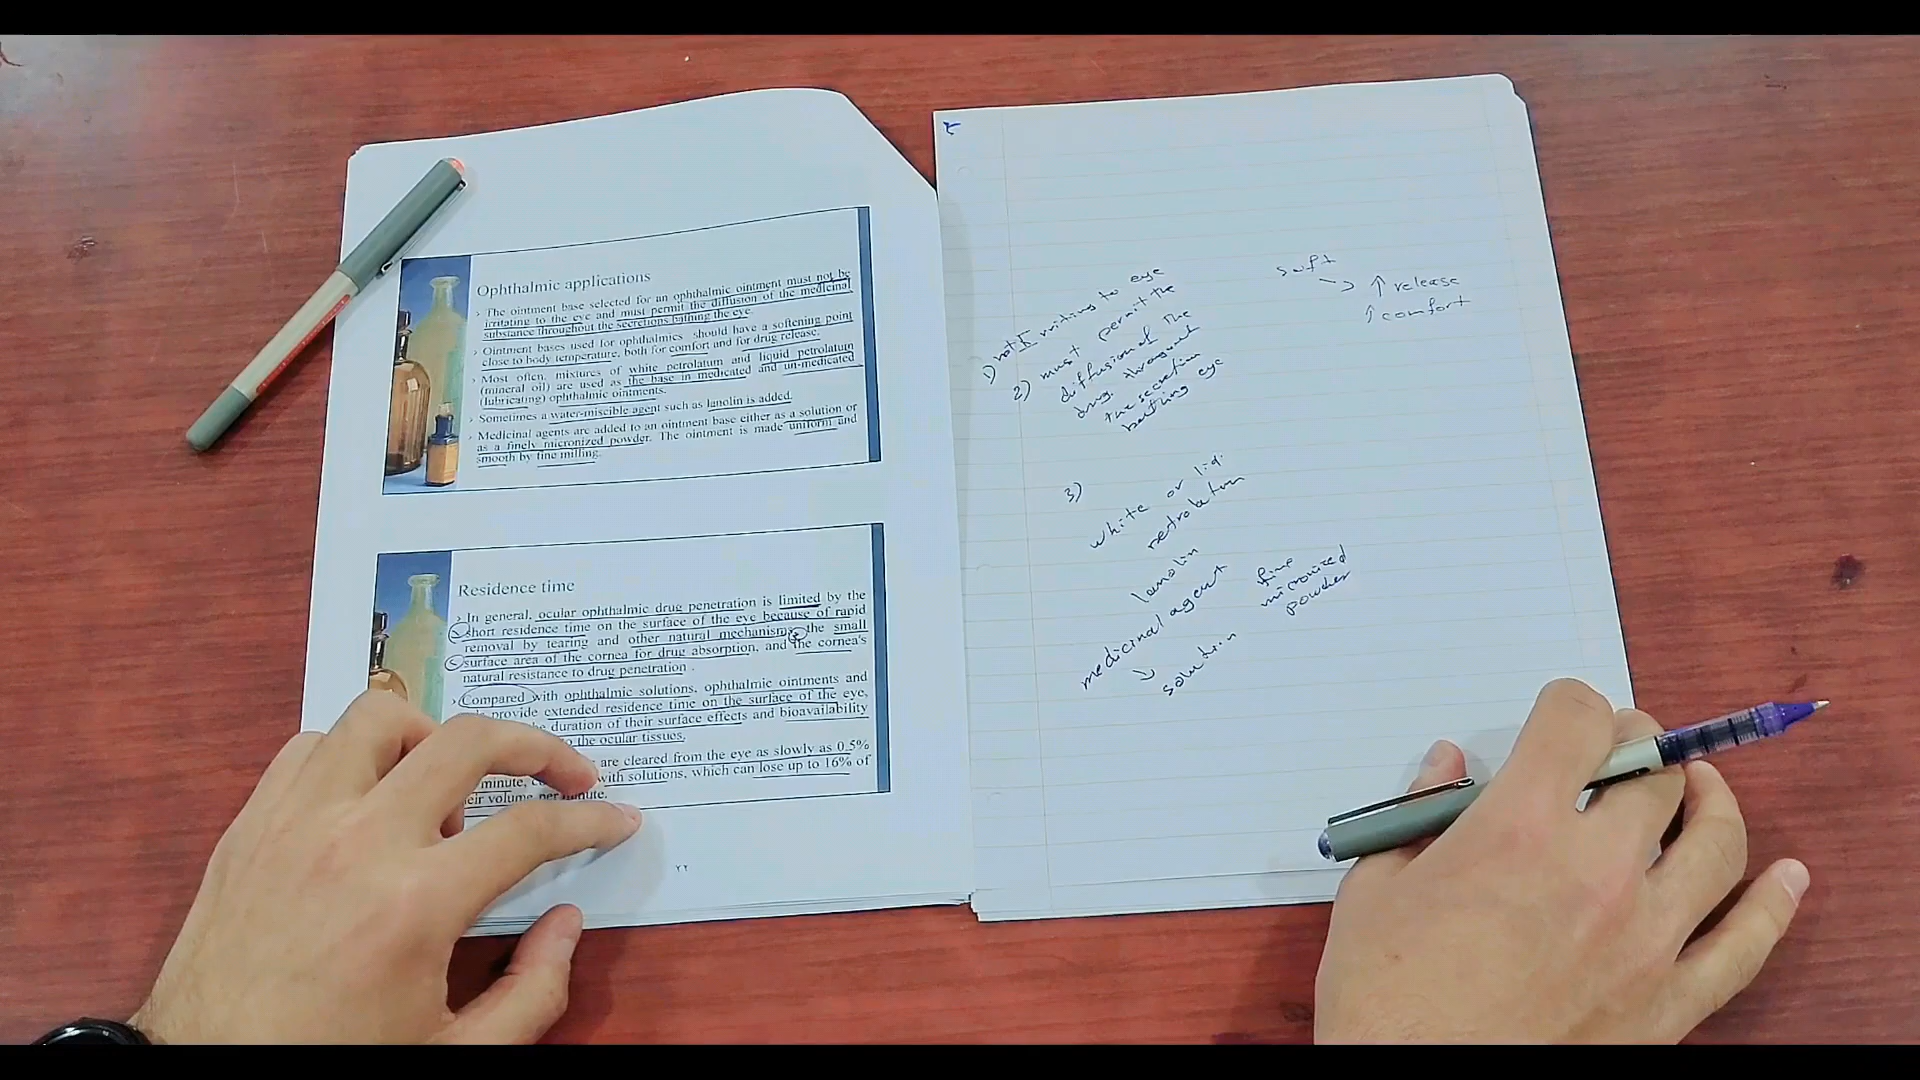 Ophthalmic applications
› The ointment base selected for an ophthalmic ointment must not be
irritating to the eye and must permit the diffusion of the medicinal
substance throughout the secretions bathing the eye.
› Ointment bases used for ophthalmics should have a softening point
close to body temperature, both for comfort and for drug release.
› Most often, mixtures of white petrolatum and liquid petrolatum
(mineral oil) are used as the base in medicated and un-medicated
(lubricating) ophthalmic ointments.
› Sometimes a water-miscible agent such as lanolin is added.
› Medicinal agents are added to an ointment base either as a solution or
as a finely micronized powder. The ointment is made uniform and
smooth by fine milling.
Residence time
› In general, ocular ophthalmic drug penetration is limited by the
short residence time on the surface of the eye because of rapid
removal by tearing and other natural mechanisms, the small
surface area of the cornea for drug absorption, and the cornea's
natural resistance to drug penetration.
› Compared with ophthalmic solutions, ophthalmic ointments and
provide extended residence time on the surface of the eye,
duration of their surface effects and bioavailability
the ocular tissues.
are cleared from the eye as slowly as 0.5%
minute, with solutions, which can lose up to 16% of
volume per minute.
٢٢
1) not irriting to eye
2) must permit the
diffusion of the
drug throughout
the secretion
bathing eye
soft
↑ release
↑ comfort
3)
white or liq.
lanolin
medicinal agent
solution
fine
micronized
powder